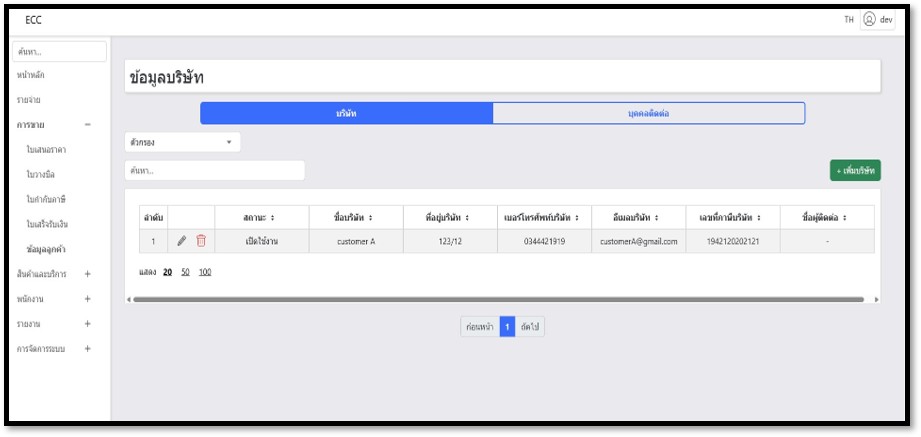 ECC
TH
dev
ค้นหา...
หน้าหลัก
รายจ่าย
การขาย −
ใบเสนอราคา
ใบวางบิล
ใบกำกับภาษี
ใบเสร็จรับเงิน
ข้อมูลลูกค้า
สินค้าและบริการ +
พนักงาน +
รายงาน +
การจัดการระบบ +
ข้อมูลบริษัท
บริษัท
บุคคลติดต่อ
ตัวกรอง
ค้นหา...
+ เพิ่มบริษัท
ลำดับ สถานะ ชื่อบริษัท ที่อยู่บริษัท เบอร์โทรศัพท์บริษัท อีเมลบริษัท เลขที่ภาษีบริษัท ชื่อผู้ติดต่อ
1 เปิดใช้งาน customer A 123/12 0344421919 customerA@gmail.com 1942120202121 -
แสดง 20 50 100
ก่อนหน้า 1 ถัดไป